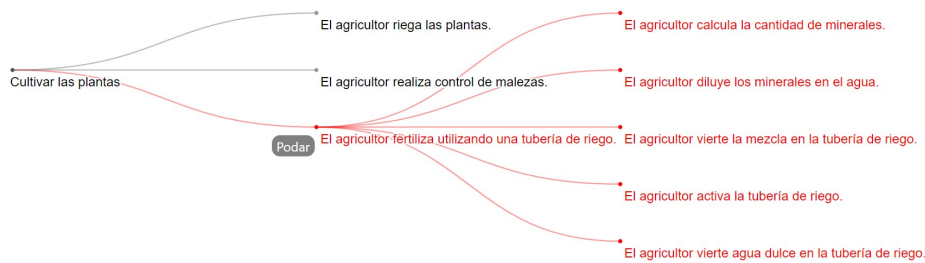 Cultivar las plantas
El agricultor riega las plantas.
El agricultor realiza control de malezas.
Podar
El agricultor fertiliza utilizando una tubería de riego.
El agricultor calcula la cantidad de minerales.
El agricultor diluye los minerales en el agua.
El agricultor vierte la mezcla en la tubería de riego.
El agricultor activa la tubería de riego.
El agricultor vierte agua dulce en la tubería de riego.